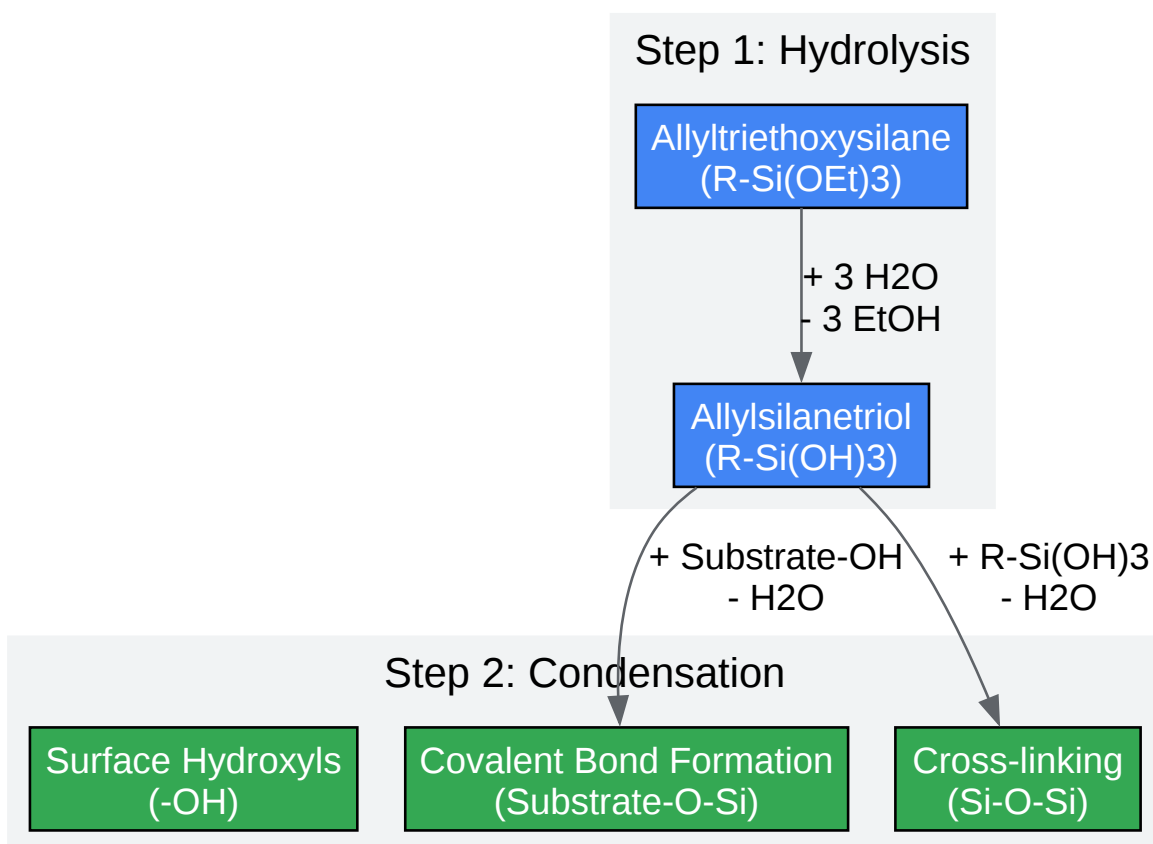 Step 1: Hydrolysis
Allyltriethoxysilane
(R-Si(OEt)3)
+ 3 H2O
- 3 EtOH
Allylsilanetriol
(R-Si(OH)3)
+ Substrate-OH
- H2O
+ R-Si(OH)3
- H2O
Step 2: Condensation
Surface Hydroxyls
(-OH)
Covalent Bond Formation
(Substrate-O-Si)
Cross-linking
(Si-O-Si)